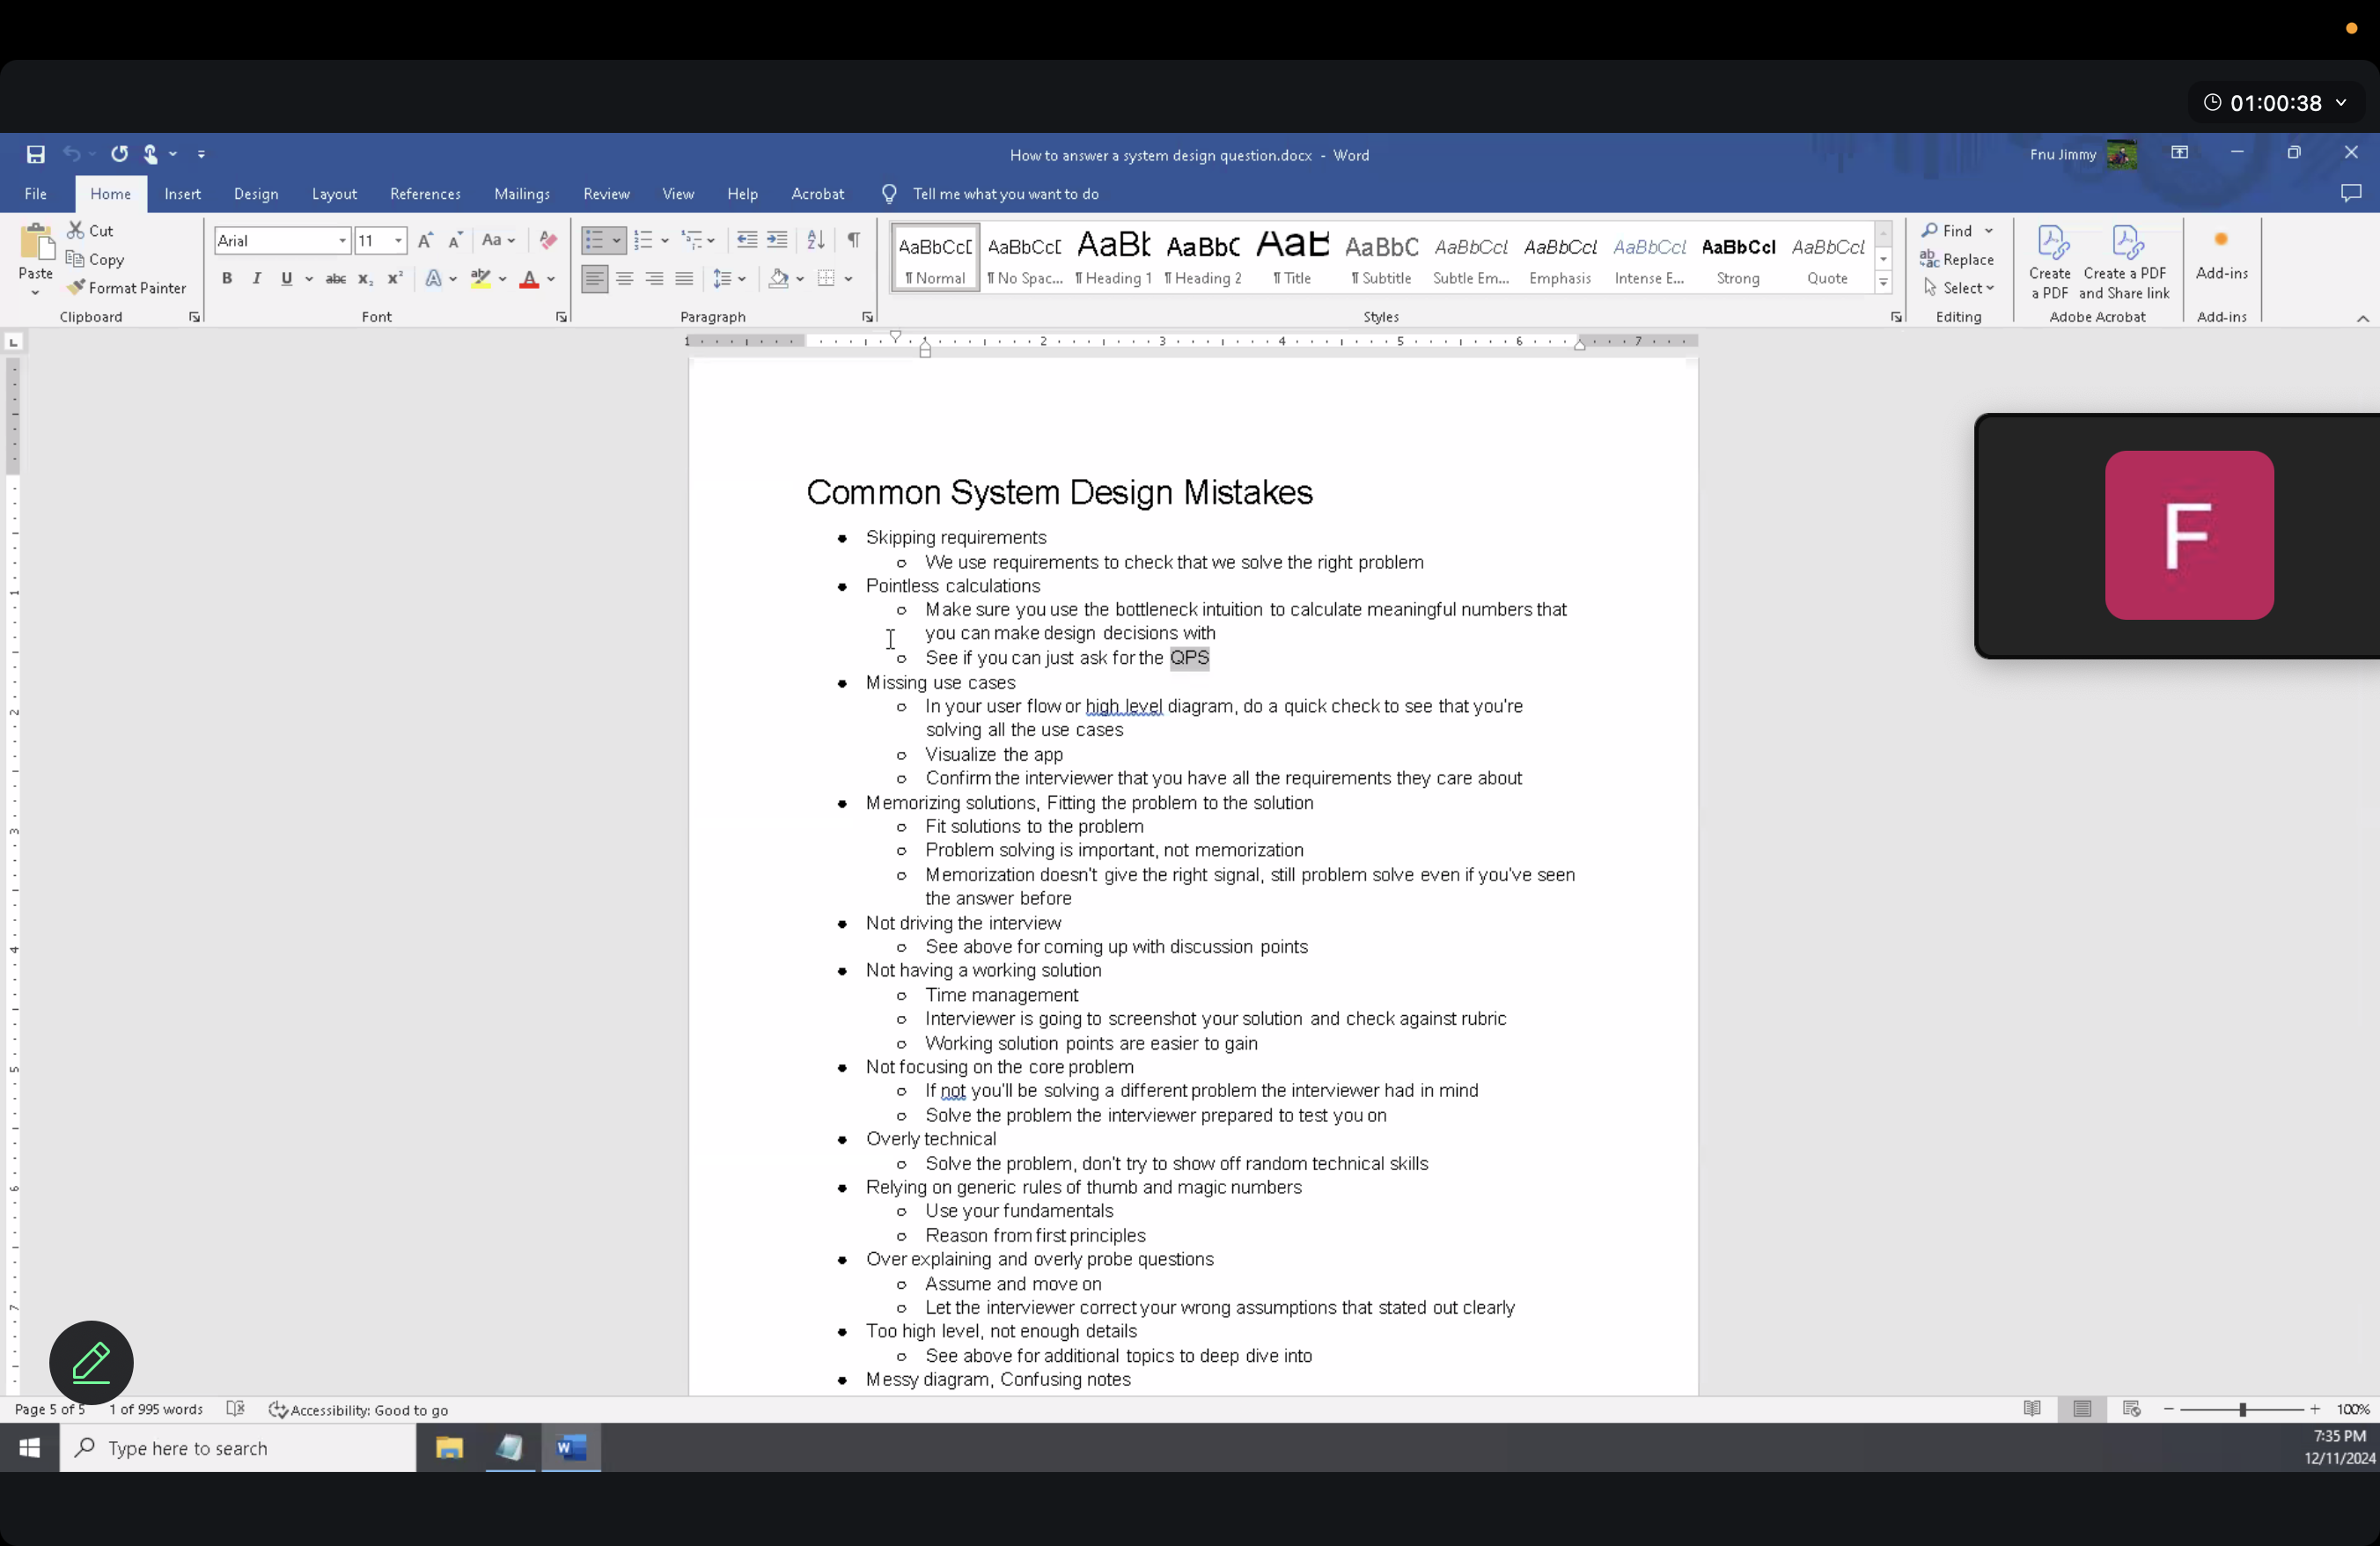 01:00:38
How to answer a system design question.docx - Word
Fnu Jimmy
File Home Insert Design Layout References Mailings Review View Help Acrobat Tell me what you want to do
Paste
Cut
Copy
Format Painter
Clipboard
Arial 11
Font
Paragraph
AaBbCcD AaBbCcD AaBb AaBbC AaB AaBbC AaBbCcL AaBbCcL AaBbCcL AaBbCcl AaBbCcL
¶ Normal ¶ No Spac... ¶ Heading 1 ¶ Heading 2 ¶ Title ¶ Subtitle Subtle Em... Emphasis Intense E... Strong Quote
Styles
Find
Replace
Select
Editing
Create a PDF
Create a PDF and Share link
Adobe Acrobat
Add-ins
Add-ins
1 1 2 3 4 5 6 7
F
Common System Design Mistakes
● Skipping requirements
○ We use requirements to check that we solve the right problem
● Pointless calculations
○ Make sure you use the bottleneck intuition to calculate meaningful numbers that
you can make design decisions with
○ See if you can just ask for the QPS
● Missing use cases
○ In your user flow or high level diagram, do a quick check to see that you're
solving all the use cases
○ Visualize the app
○ Confirm the interviewer that you have all the requirements they care about
● Memorizing solutions, Fitting the problem to the solution
○ Fit solutions to the problem
○ Problem solving is important, not memorization
○ Memorization doesn't give the right signal, still problem solve even if you've seen
the answer before
● Not driving the interview
○ See above for coming up with discussion points
● Not having a working solution
○ Time management
○ Interviewer is going to screenshot your solution and check against rubric
○ Working solution points are easier to gain
● Not focusing on the core problem
○ If not you'll be solving a different problem the interviewer had in mind
○ Solve the problem the interviewer prepared to test you on
● Overly technical
○ Solve the problem, don't try to show off random technical skills
● Relying on generic rules of thumb and magic numbers
○ Use your fundamentals
○ Reason from first principles
● Over explaining and overly probe questions
○ Assume and move on
○ Let the interviewer correct your wrong assumptions that stated out clearly
● Too high level, not enough details
○ See above for additional topics to deep dive into
● Messy diagram, Confusing notes
Page 5 of 5 1 of 995 words Accessibility: Good to go 100%
Type here to search
7:35 PM
12/11/2024